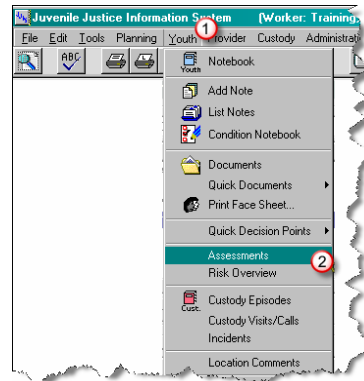 Juvenile Justice Information System (Worker: Training,
File Edit Tools Planning Youth Provider Custody
1
ABC
Youth Notebook
Add Note
List Notes
Condition Notebook
Documents
Quick Documents
Print Face Sheet...
Quick Decision Points
Assessments
2
Risk Overview
Cust. Custody Episodes
Custody Visits/Calls
Incidents
Location Comments